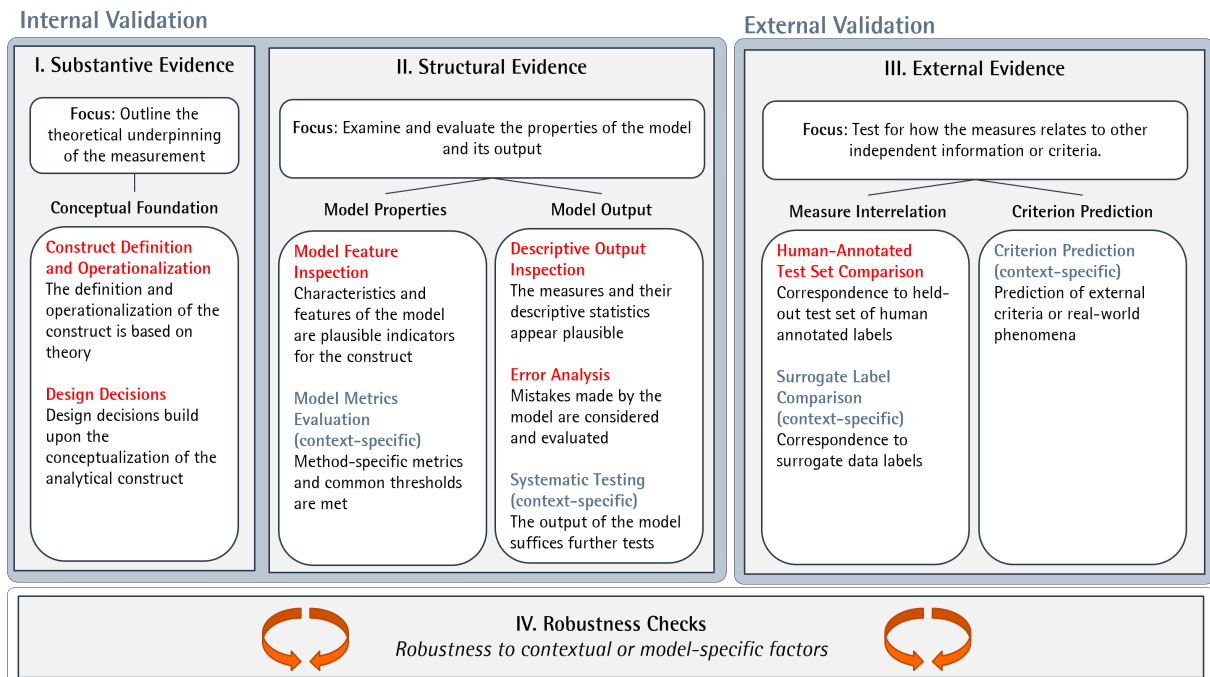 Internal Validation
I. Substantive Evidence
Focus: Outline the
theoretical underpinning
of the measurement
Conceptual Foundation
Construct Definition
and Operationalization
The definition and
operationalization of the
construct is based on
theory
Design Decisions
Design decisions build
upon the
conceptualization of the
analytical construct
II. Structural Evidence
Focus: Examine and evaluate the properties of the model
and its output
Model Properties
Model Feature
Inspection
Characteristics and
features of the model
are plausible indicators
for the construct
Model Metrics
Evaluation
(context-specific)
Method-specific metrics
and common thresholds
are met
Model Output
Descriptive Output
Inspection
The measures and their
descriptive statistics
appear plausible
Error Analysis
Mistakes made by the
model are considered
and evaluated
Systematic Testing
(context-specific)
The output of the model
suffices further tests
External Validation
III. External Evidence
Focus: Test for how the measures relates to other
independent information or criteria.
Measure Interrelation
Human-Annotated
Test Set Comparison
Correspondence to held-
out test set of human
annotated labels
Surrogate Label
Comparison
(context-specific)
Correspondence to
surrogate data labels
Criterion Prediction
Criterion Prediction
(context-specific)
Prediction of external
criteria or real-world
phenomena
IV. Robustness Checks
Robustness to contextual or model-specific factors